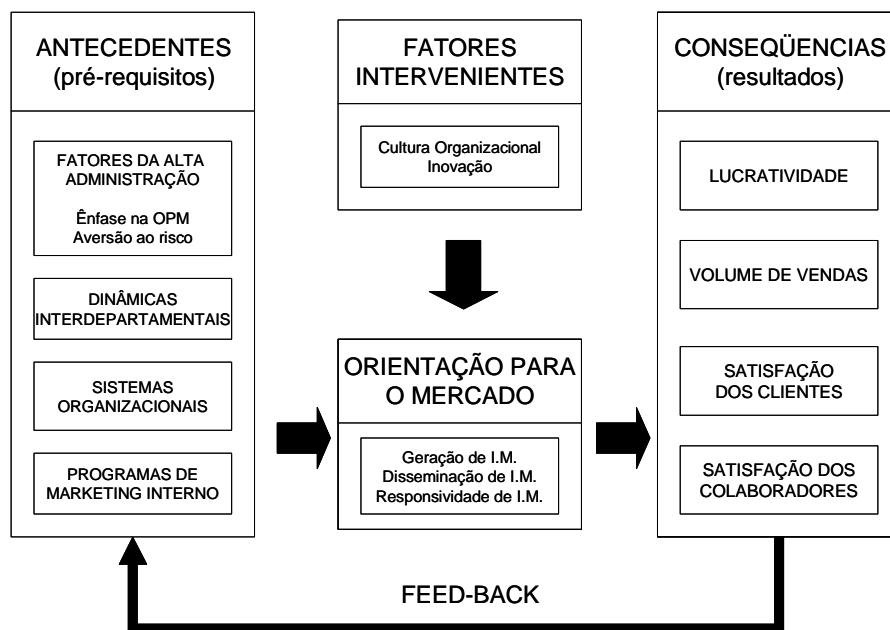 ANTECEDENTES
(pré-requisitos)
FATORES DA ALTA
ADMINISTRAÇÃO
Ênfase na OPM
Aversão ao risco
DINÂMICAS
INTERDEPARTAMENTAIS
SISTEMAS
ORGANIZACIONAIS
PROGRAMAS DE
MARKETING INTERNO
FATORES
INTERVENIENTES
Cultura Organizacional
Inovação
ORIENTAÇÃO PARA
O MERCADO
Geração de I.M.
Disseminação de I.M.
Responsividade de I.M.
CONSEQÜENCIAS
(resultados)
LUCRATIVIDADE
VOLUME DE VENDAS
SATISFAÇÃO
DOS CLIENTES
SATISFAÇÃO DOS
COLABORADORES
FEED-BACK